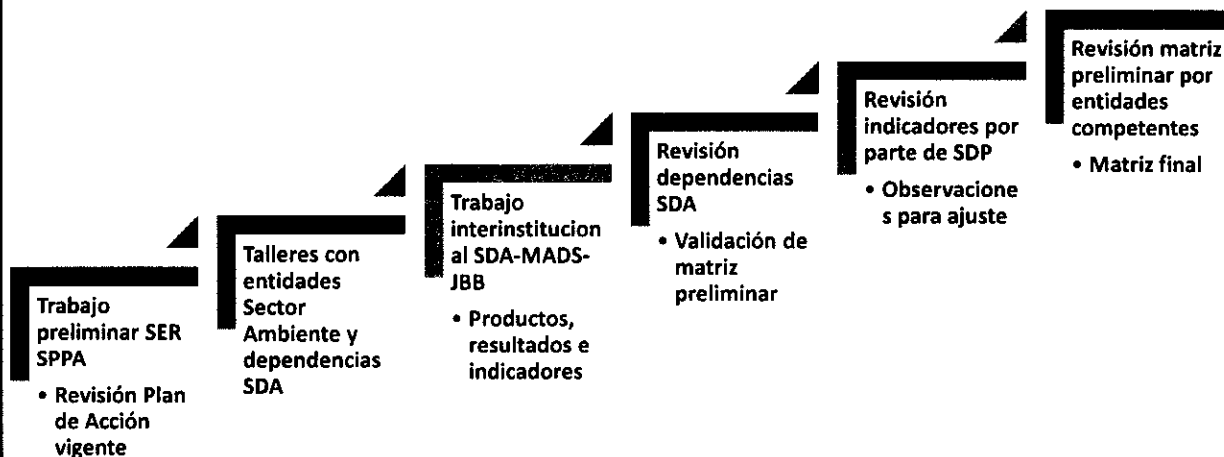 Trabajo
preliminar SER
SPPA
• Revisión Plan
de Acción
vigente
Talleres con
entidades
Sector
Ambiente y
dependencias
SDA
Trabajo
interinstitucion
al SDA-MADS-
JBB
• Productos,
resultados e
indicadores
Revisión
dependencias
SDA
• Validación de
matriz
preliminar
Revisión
indicadores por
parte de SDP
• Observacione
s para ajuste
Revisión matriz
preliminar por
entidades
competentes
• Matriz final